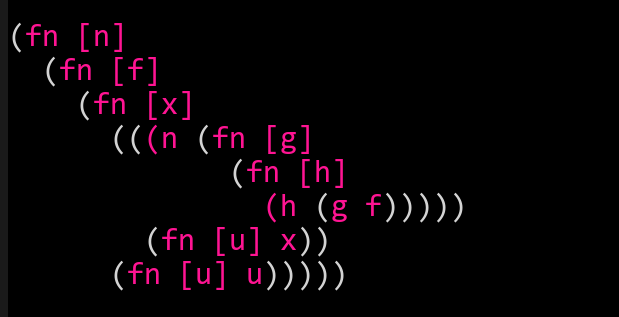 (fn [n]
(fn [f]
(fn [x]
(((n (fn [g]
(fn [h]
(h (g f)))))
(fn [u] x))
(fn [u] u)))))